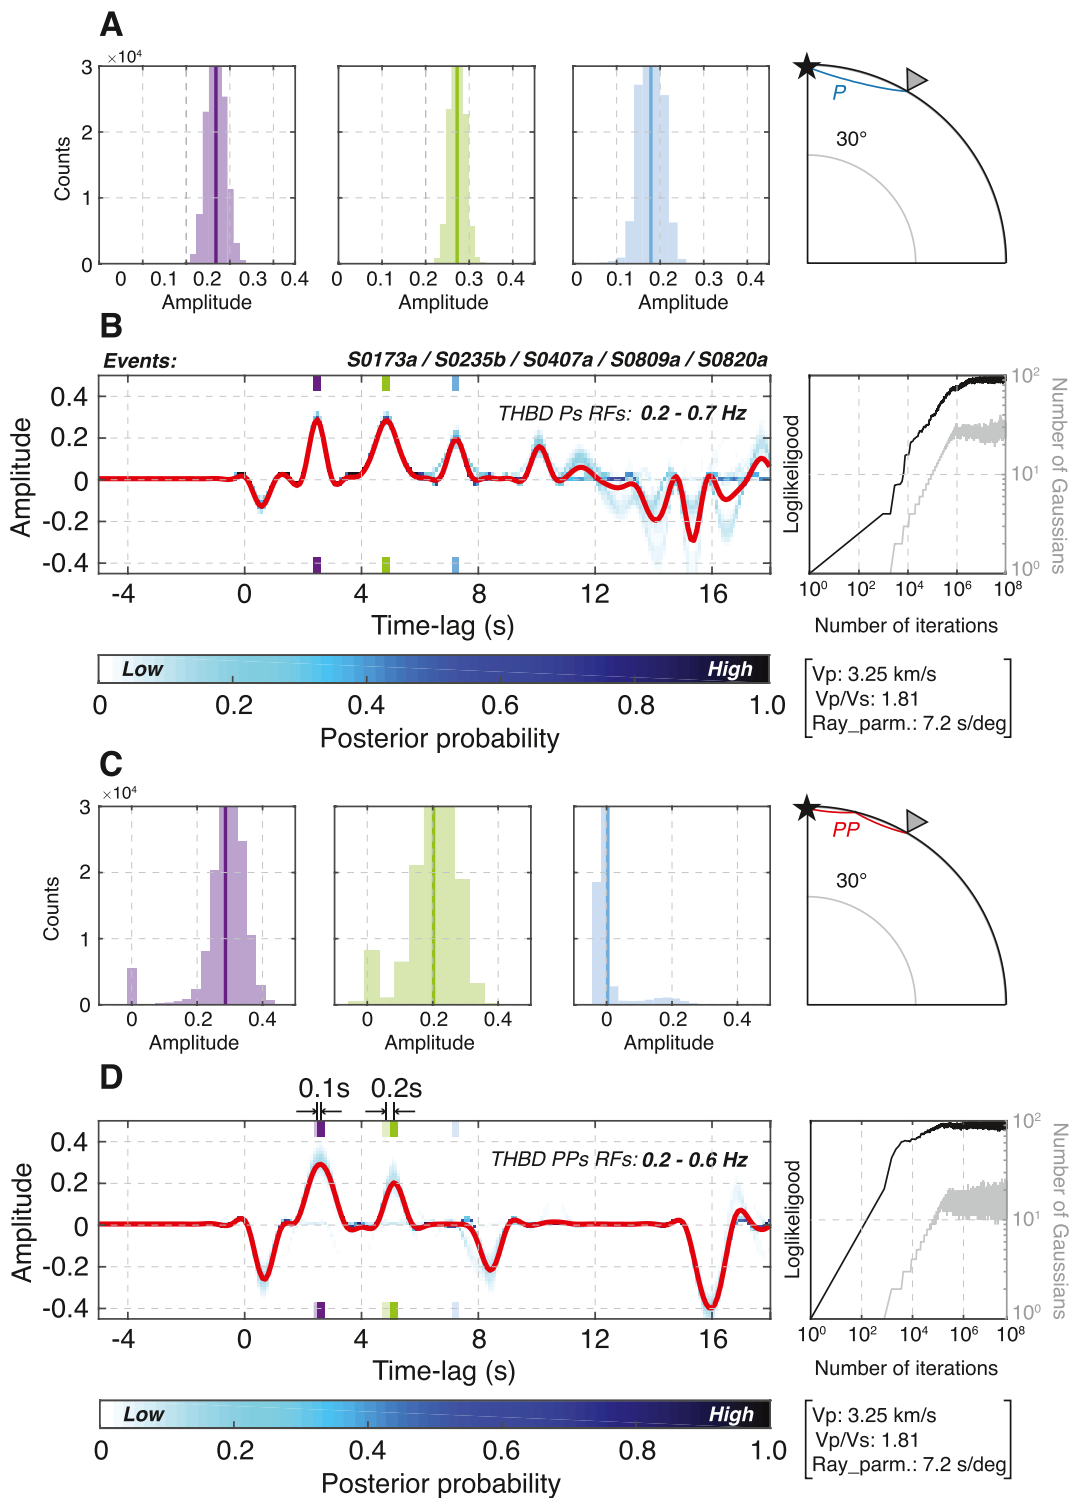 A
×10⁴
3
2
1
0
Counts
0 0.1 0.2 0.3 0.4
Amplitude
0 0.1 0.2 0.3
Amplitude
0 0.1 0.2 0.3 0.4
Amplitude
P
30°
B
Events: S0173a / S0235b / S0407a / S0809a / S0820a
THBD Ps RFs: 0.2 - 0.7 Hz
0.4
0.2
0
-0.2
-0.4
Amplitude
-4 0 4 8 12 16
Time-lag (s)
Loglikeligood
10² 10¹ 10⁰
Number of Gaussians
10⁰ 10² 10⁴ 10⁶ 10⁸
Number of iterations
Low High
0 0.2 0.4 0.6 0.8 1.0
Posterior probability
Vp: 3.25 km/s
Vp/Vs: 1.81
Ray_parm.: 7.2 s/deg
C
×10⁴
3
2
1
0
Counts
0 0.2 0.4
Amplitude
0 0.2 0.4
Amplitude
0 0.2 0.4
Amplitude
PP
30°
D
0.1s 0.2s
THBD PPs RFs: 0.2 - 0.6 Hz
0.4
0.2
0
-0.2
-0.4
Amplitude
-4 0 4 8 12 16
Time-lag (s)
Loglikeligood
10² 10¹ 10⁰
Number of Gaussians
10⁰ 10² 10⁴ 10⁶ 10⁸
Number of iterations
Low High
0 0.2 0.4 0.6 0.8 1.0
Posterior probability
Vp: 3.25 km/s
Vp/Vs: 1.81
Ray_parm.: 7.2 s/deg